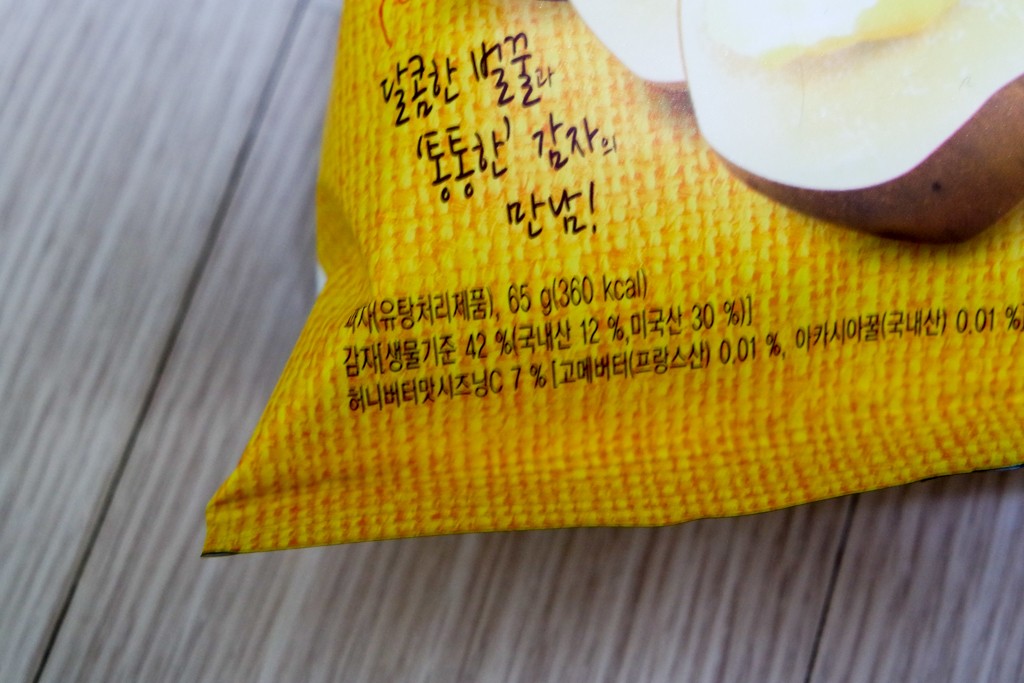 달콤한 벌꿀과
'통통한' 감자의
만남!
과자(유탕처리제품), 65 g(360 kcal)
감자[생물기준 42 %(국내산 12 %,미국산 30 %)]
허니버터맛시즈닝C 7 % [고메버터(프랑스산) 0.01 %, 아카시아꿀(국내산) 0.01 %]